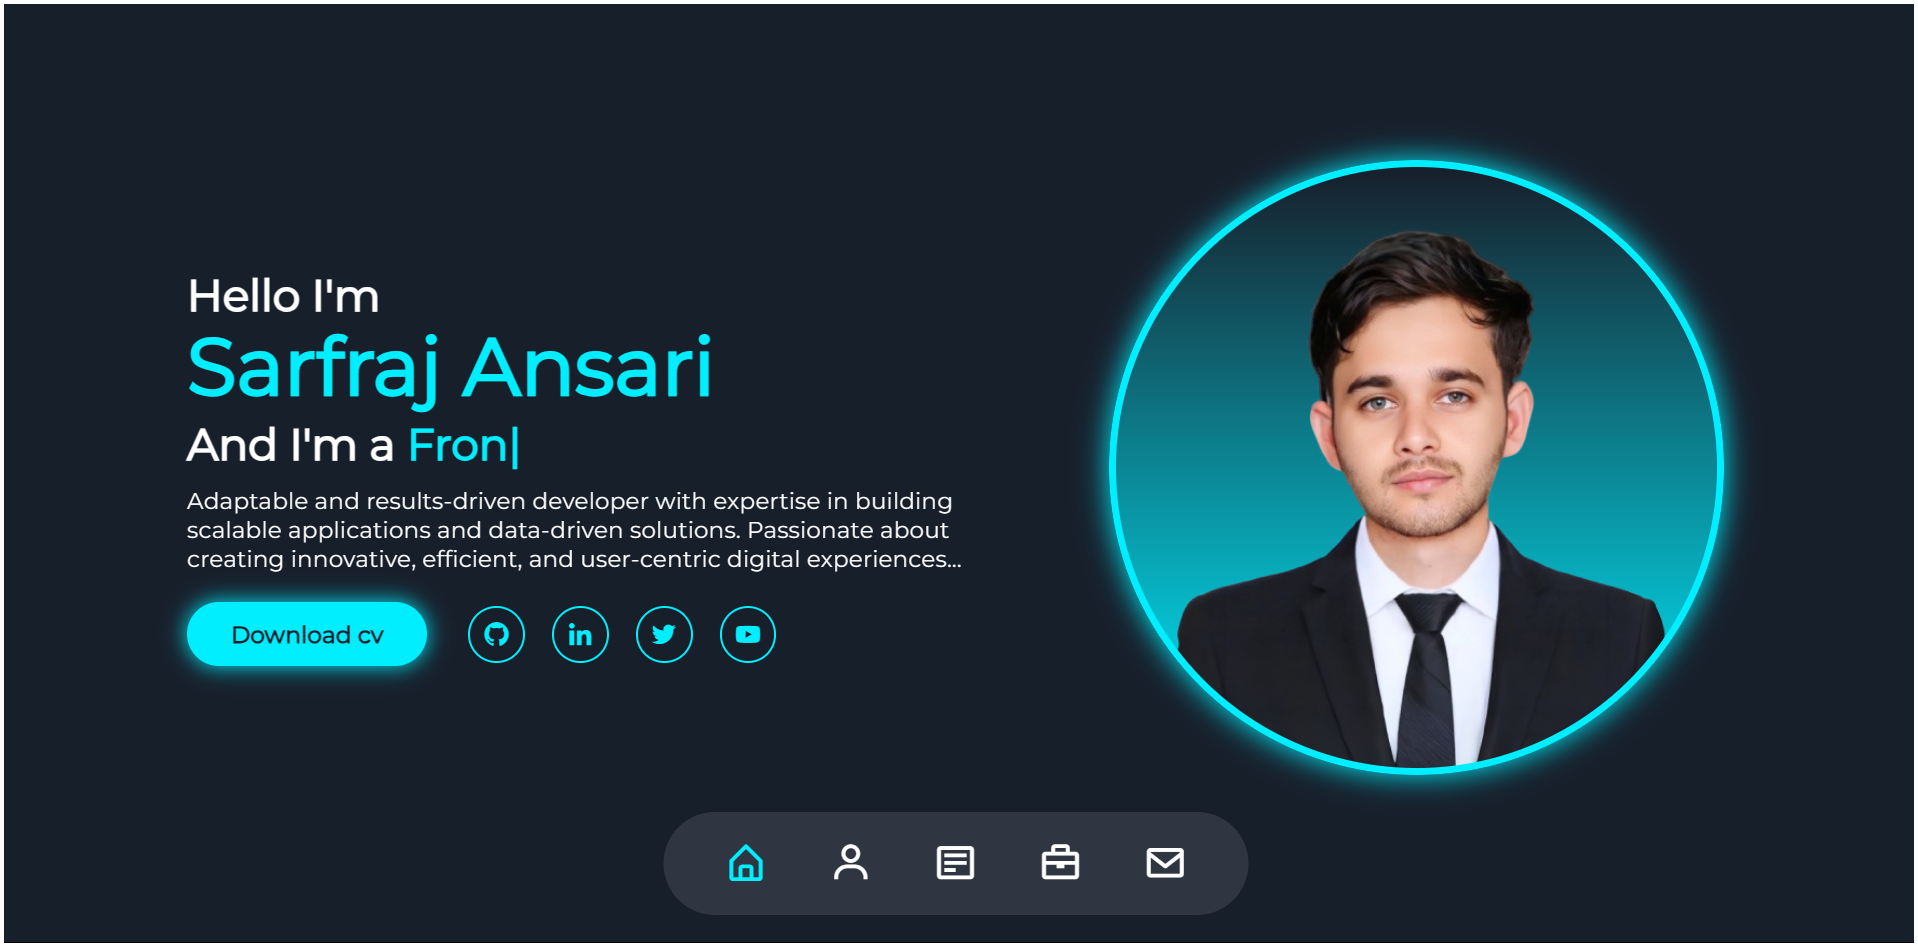 Hello I'm
Sarfraj Ansari
And I'm a Fron|
Adaptable and results-driven developer with expertise in building
scalable applications and data-driven solutions. Passionate about
creating innovative, efficient, and user-centric digital experiences...
Download cv